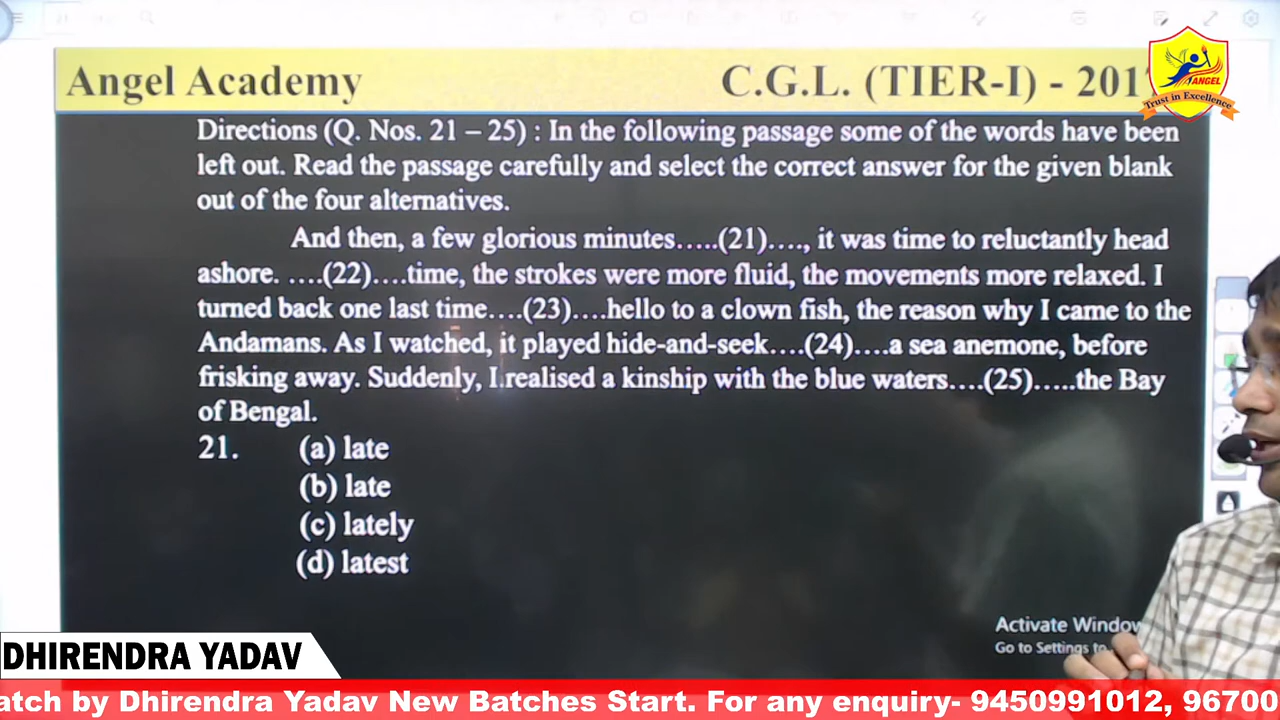 Angel Academy
C.G.L. (TIER-I) - 201
ANGEL
Trust in Excellence
Directions (Q. Nos. 21 – 25) : In the following passage some of the words have been
left out. Read the passage carefully and select the correct answer for the given blank
out of the four alternatives.
And then, a few glorious minutes.....(21)...., it was time to reluctantly head
ashore. ....(22)....time, the strokes were more fluid, the movements more relaxed. I
turned back one last time....(23)....hello to a clown fish, the reason why I came to the
Andamans. As I watched, it played hide-and-seek....(24)....a sea anemone, before
frisking away. Suddenly, I realised a kinship with the blue waters....(25).....the Bay
of Bengal.
21. (a) late
(b) late
(c) lately
(d) latest
Activate Window
Go to Settings to
DHIRENDRA YADAV
atch by Dhirendra Yadav New Batches Start. For any enquiry- 9450991012, 96700